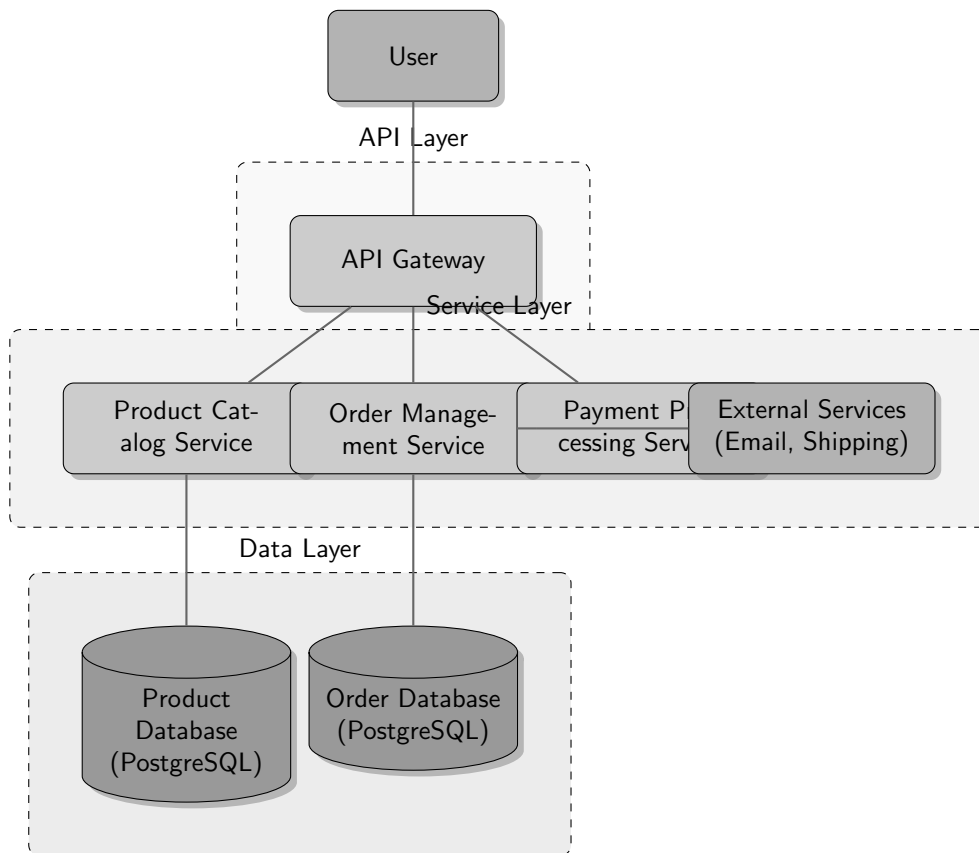 User
API Layer
API Gateway
Service Layer
Product Cat-
alog Service
Order Manage-
ment Service
Payment Pr
cessing Serv
External Services
(Email, Shipping)
Data Layer
Product
Database
(PostgreSQL)
Order Database
(PostgreSQL)